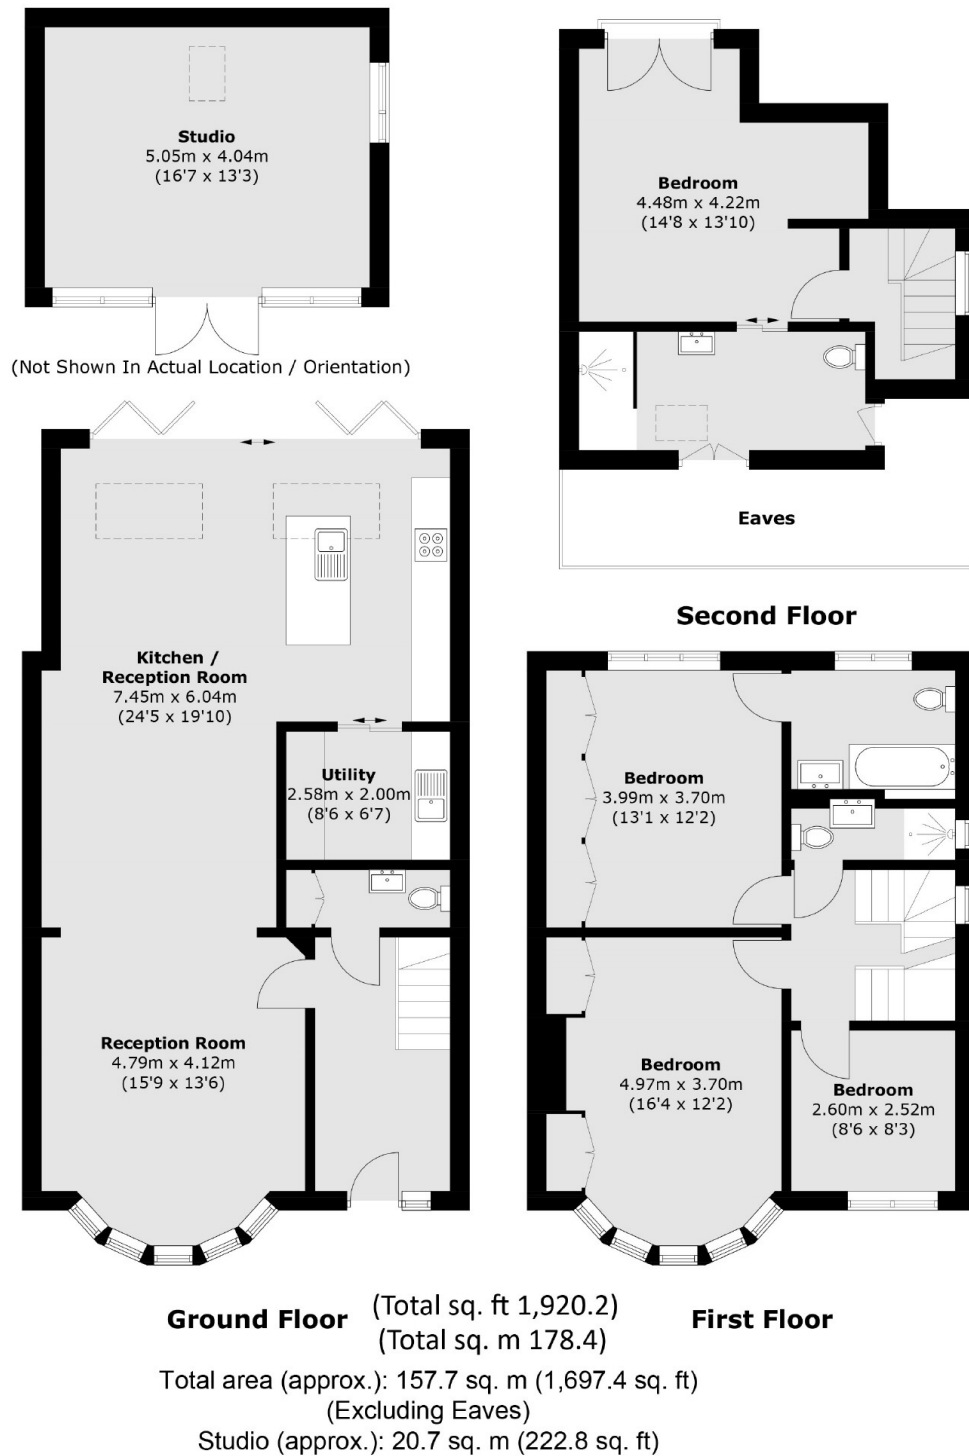 Studio
5.05m x 4.04m
(16'7 x 13'3)
(Not Shown In Actual Location / Orientation)
Bedroom
4.48m x 4.22m
(14'8 x 13'10)
Eaves
Second Floor
Kitchen /
Reception Room
7.45m x 6.04m
(24'5 x 19'10)
Utility
2.58m x 2.00m
(8'6 x 6'7)
Reception Room
4.79m x 4.12m
(15'9 x 13'6)
Bedroom
3.99m x 3.70m
(13'1 x 12'2)
Bedroom
4.97m x 3.70m
(16'4 x 12'2)
Bedroom
2.60m x 2.52m
(8'6 x 8'3)
Ground Floor
(Total sq. ft 1,920.2)
(Total sq. m 178.4)
First Floor
Total area (approx.): 157.7 sq. m (1,697.4 sq. ft)
(Excluding Eaves)
Studio (approx.): 20.7 sq. m (222.8 sq. ft)